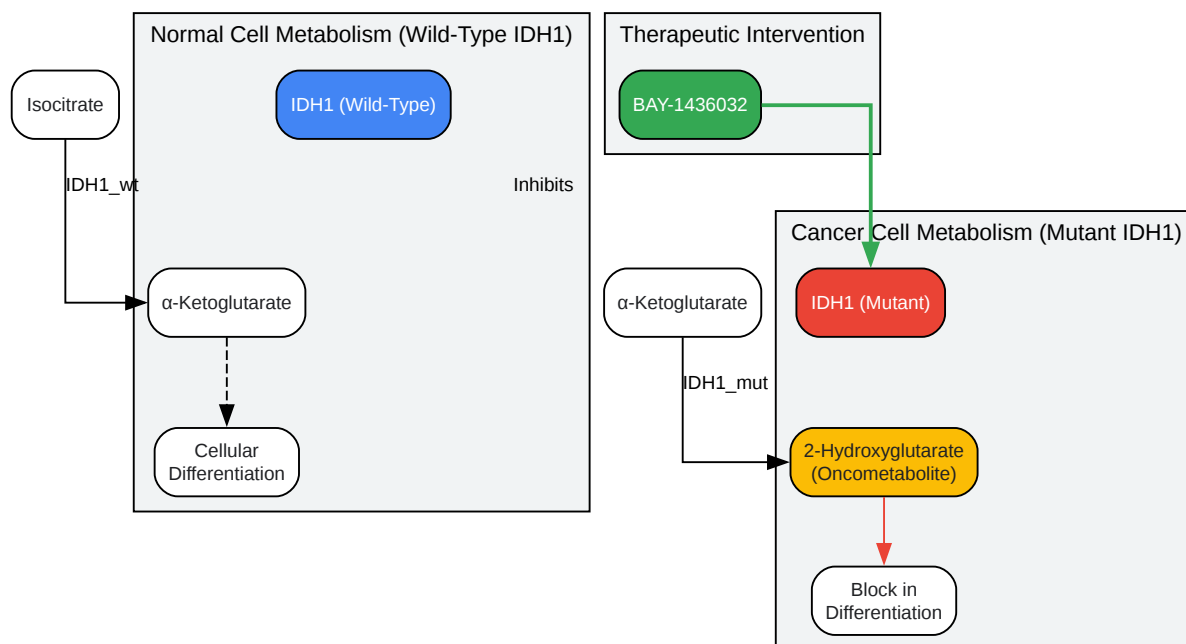 Normal Cell Metabolism (Wild-Type IDH1)
Isocitrate
IDH1 (Wild-Type)
IDH1_wt
α-Ketoglutarate
Cellular
Differentiation
Inhibits
Therapeutic Intervention
BAY-1436032
Cancer Cell Metabolism (Mutant IDH1)
α-Ketoglutarate
IDH1 (Mutant)
IDH1_mut
2-Hydroxyglutarate
(Oncometabolite)
Block in
Differentiation